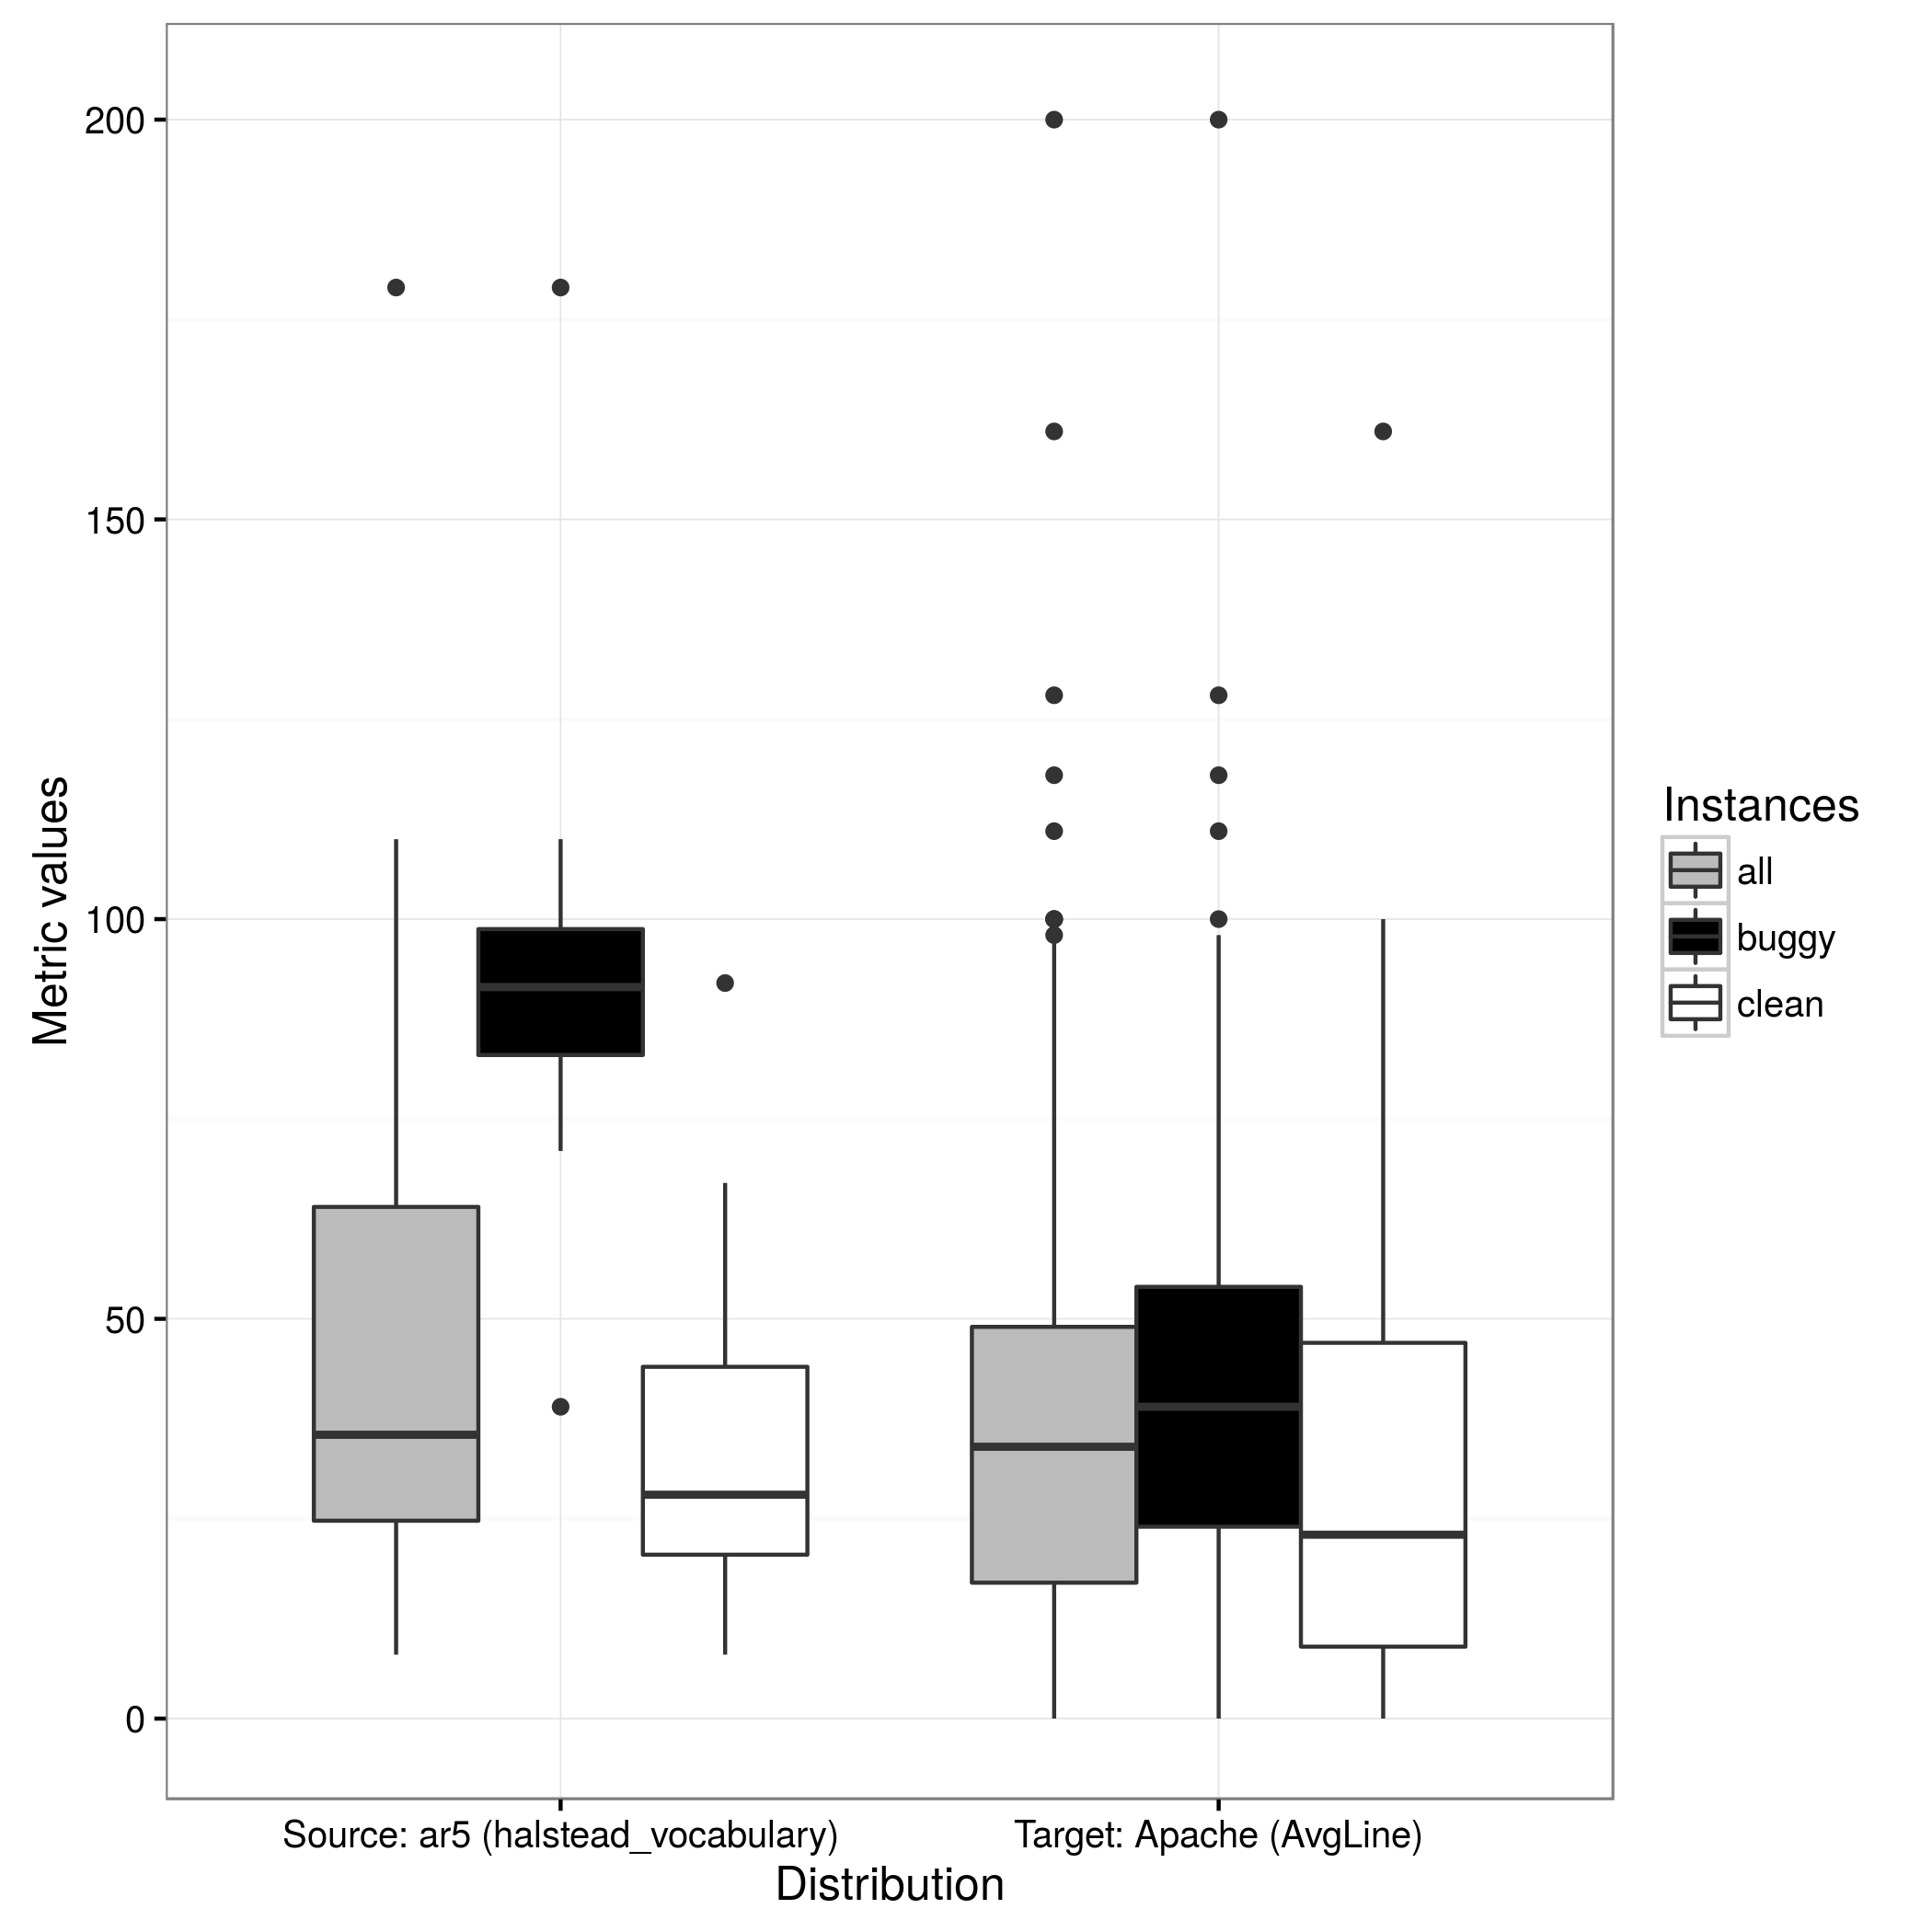 200
150
100
50
0
Metric values
Source: ar5 (halstead_vocabulary)
Target: Apache (AvgLine)
Distribution
Instances
all
buggy
clean